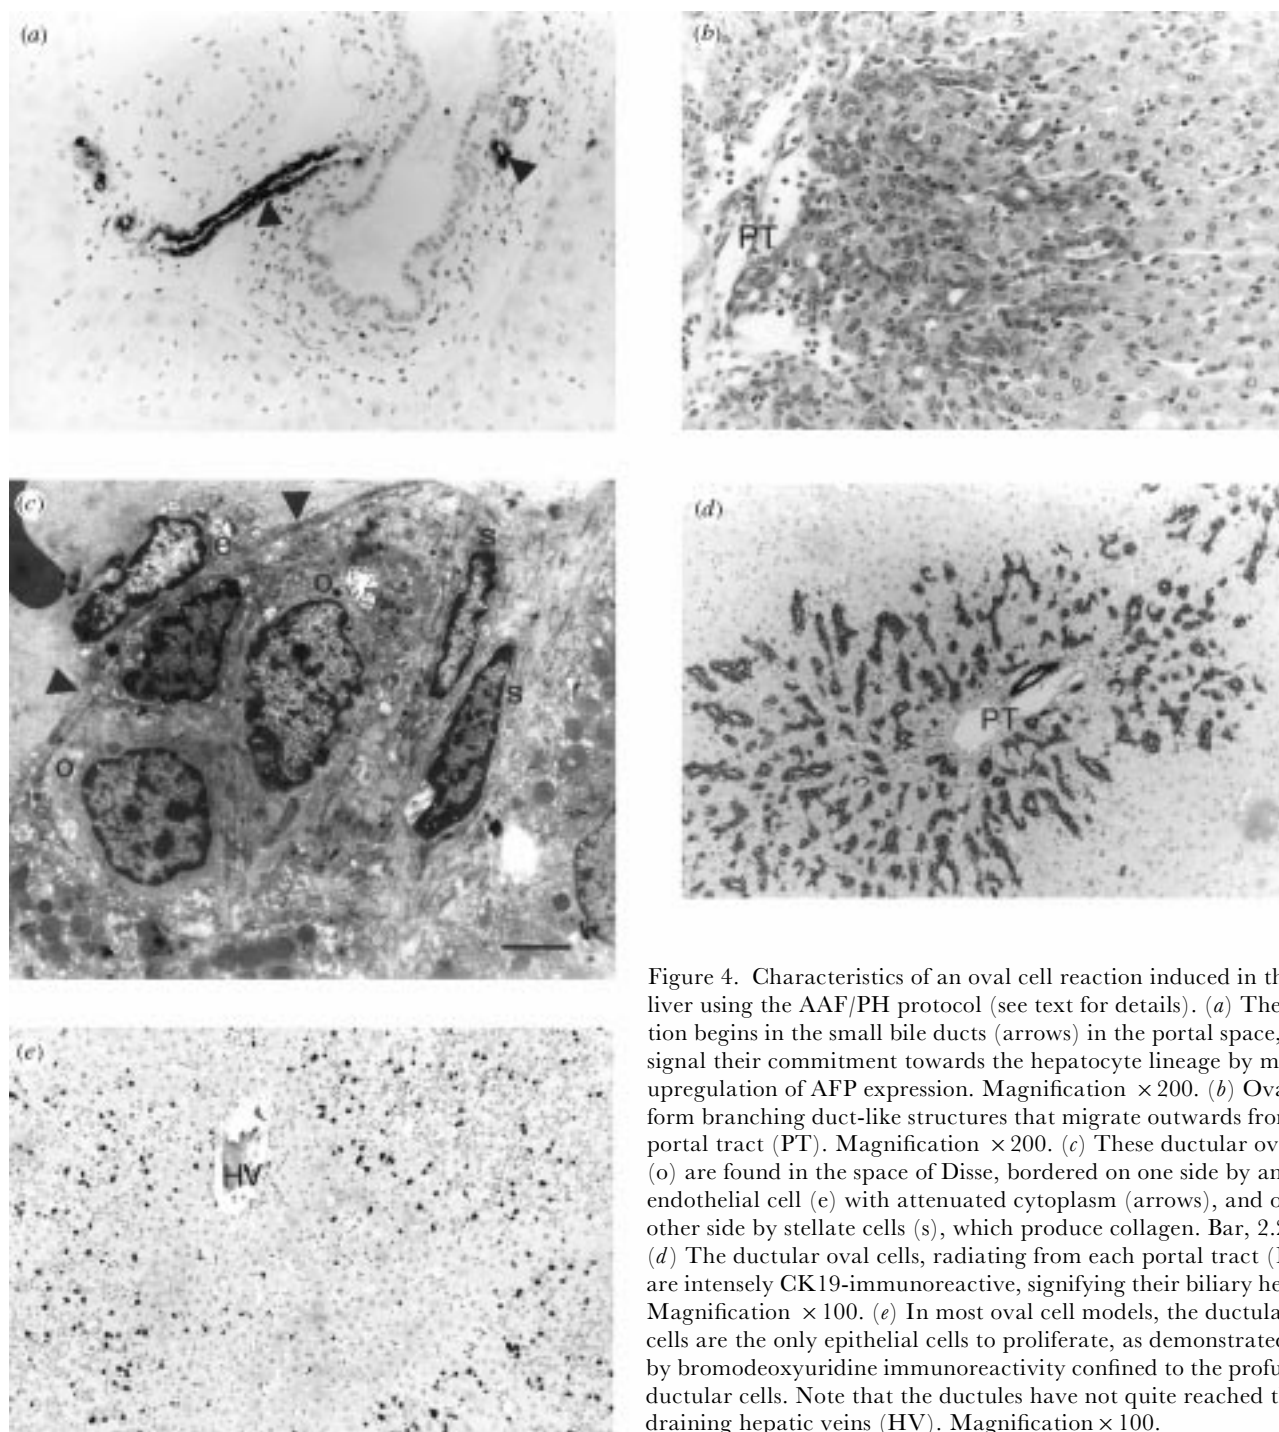 (a)
(b)
PT
(c)
e
s
o
s
o
(d)
PT
(e)
HV
Figure 4. Characteristics of an oval cell reaction induced in th
liver using the AAF/PH protocol (see text for details). (a) The
tion begins in the small bile ducts (arrows) in the portal space,
signal their commitment towards the hepatocyte lineage by m
upregulation of AFP expression. Magnification × 200. (b) Ova
form branching duct-like structures that migrate outwards from
portal tract (PT). Magnification × 200. (c) These ductular ov
(o) are found in the space of Disse, bordered on one side by an
endothelial cell (e) with attenuated cytoplasm (arrows), and o
other side by stellate cells (s), which produce collagen. Bar, 2.2
(d) The ductular oval cells, radiating from each portal tract (
are intensely CK19-immunoreactive, signifying their biliary he
Magnification × 100. (e) In most oval cell models, the ductula
cells are the only epithelial cells to proliferate, as demonstrated
by bromodeoxyuridine immunoreactivity confined to the profu
ductular cells. Note that the ductules have not quite reached t
draining hepatic veins (HV). Magnification × 100.